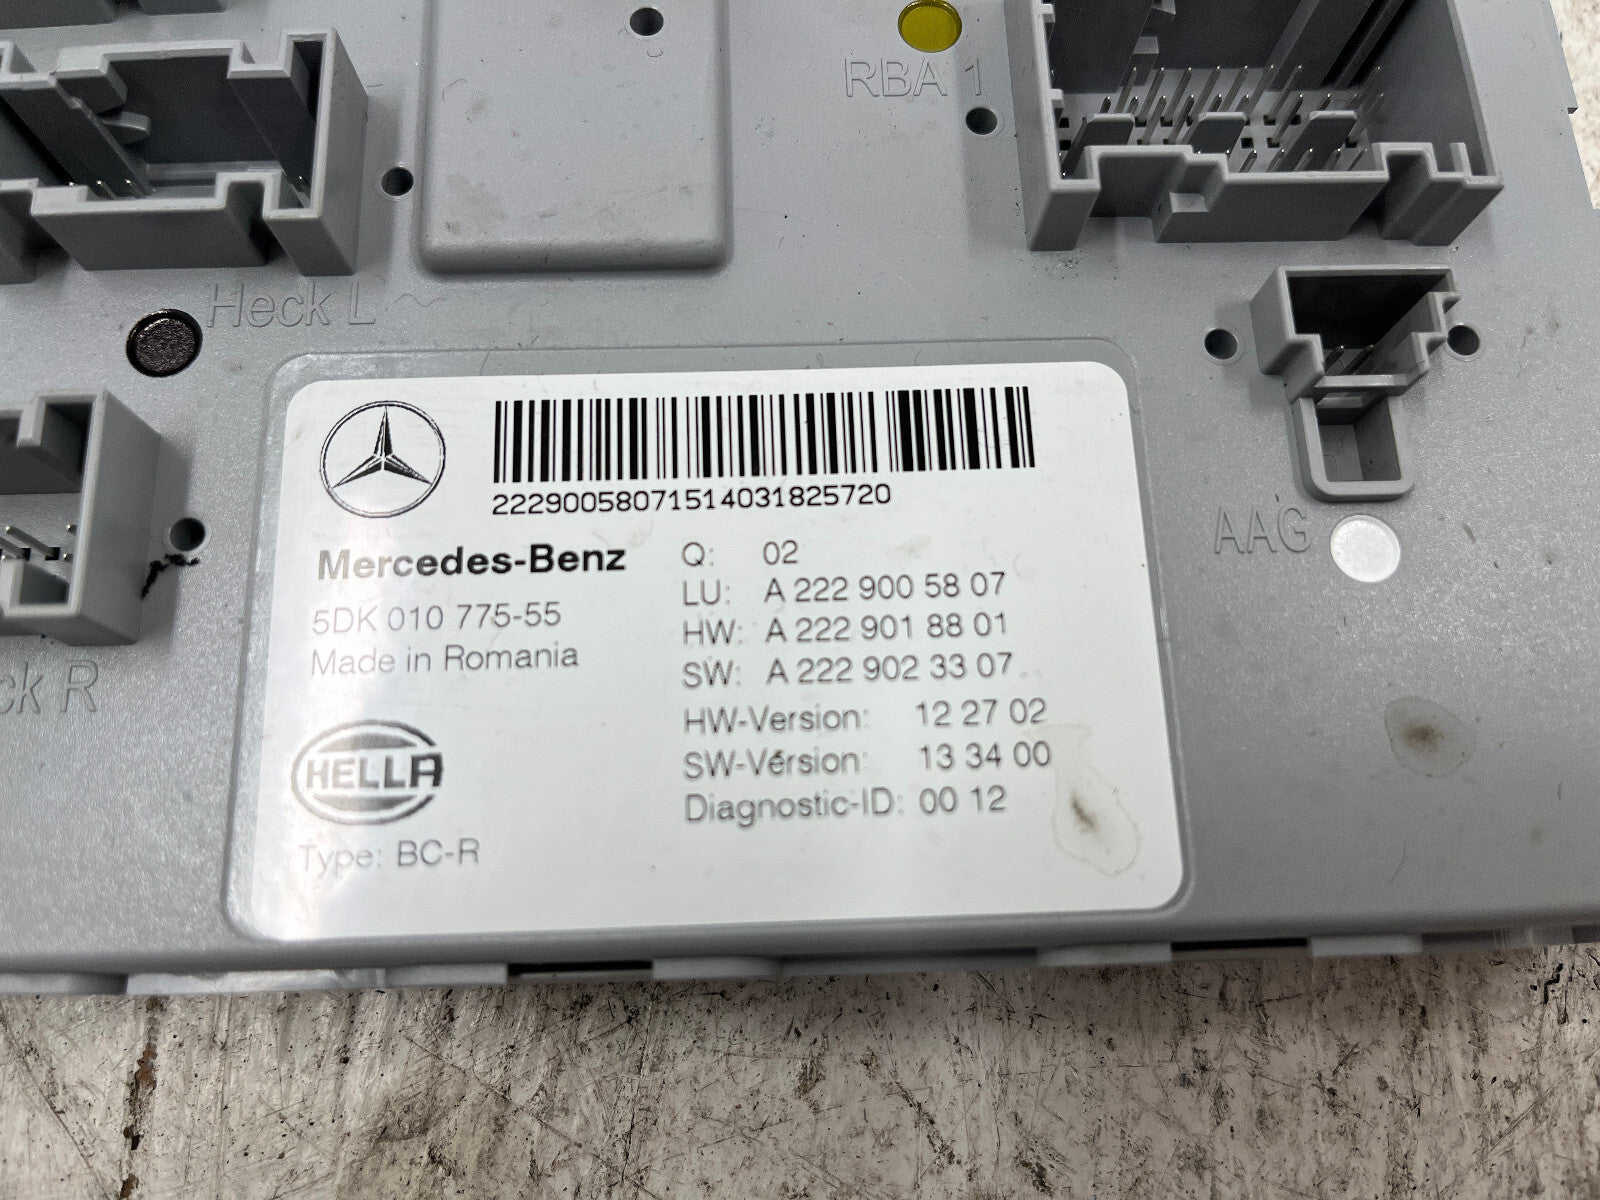 RBA 1
Heck L
22290058071514031825720
Mercedes-Benz
5DK 010 775-55
Made in Romania
HELLA
Type: BC-R
Q: 02
LU: A 222 900 58 07
HW: A 222 901 88 01
SW: A 222 902 33 07
HW-Version: 12 27 02
SW-Version: 13 34 00
Diagnostic-ID: 00 12
AAG
ck R